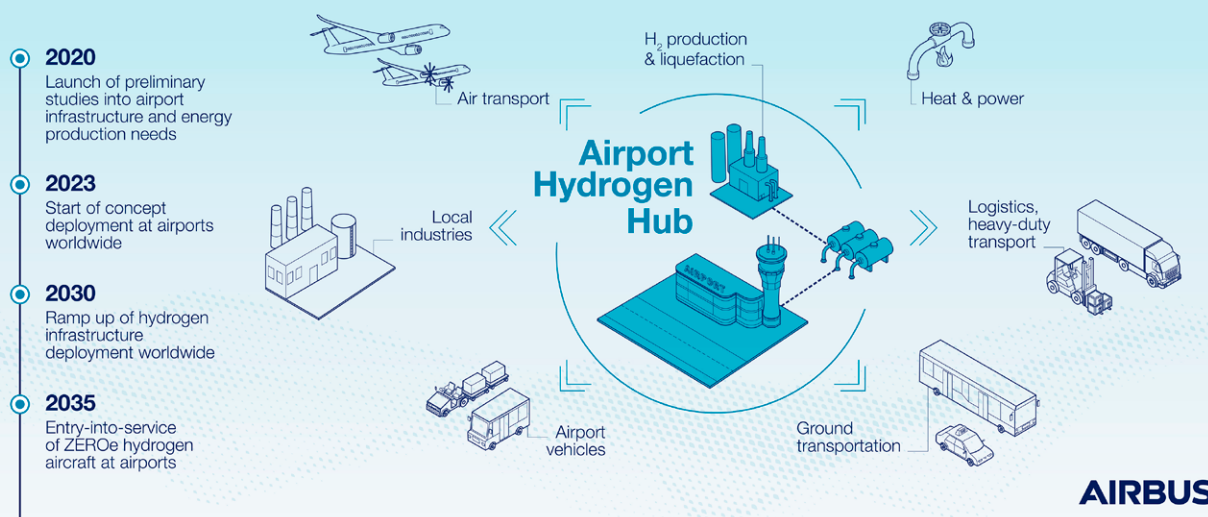 2020
Launch of preliminary
studies into airport
infrastructure and energy
production needs
2023
Start of concept
deployment at airports
worldwide
2030
Ramp up of hydrogen
infrastructure
deployment worldwide
2035
Entry-into-service
of ZEROe hydrogen
aircraft at airports
Air transport
H₂ production
& liquefaction
Heat & power
Airport
Hydrogen
Hub
Local
industries
Logistics,
heavy-duty
transport
AIRPORT
Airport
vehicles
Ground
transportation
AIRBUS